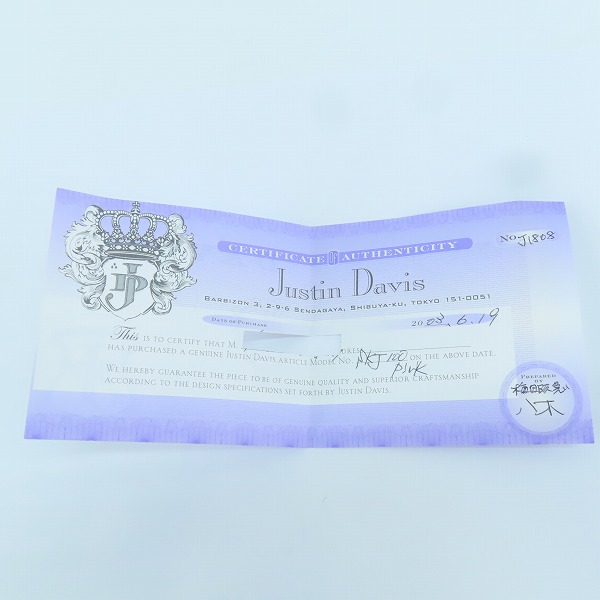 JD
CERTIFICATE OF AUTHENTICITY
NO. J1808
Justin Davis
BARBIZON 3, 2-9-6 SENDAGAYA, SHIBUYA-KU, TOKYO 151-0051
DATE OF PURCHASE 2003.6.19
This IS TO CERTIFY THAT M.
HAS PURCHASED A GENUINE JUSTIN DAVIS ARTICLE MODEL NO. ON THE ABOVE DATE.
Pink
WE HEREBY GUARANTEE THE PIECE TO BE OF GENUINE QUALITY AND SUPERIOR CRAFTSMANSHIP
ACCORDING TO THE DESIGN SPECIFICATIONS SET FORTH BY JUSTIN DAVIS.
PREPARED
BY
八木